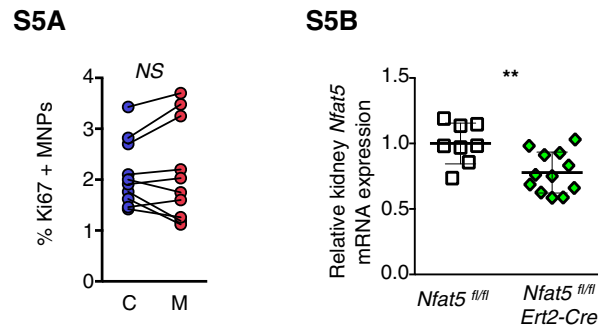 S5A
S5B
NS
% Ki67 + MNPs
4
3
2
1
0
C M
**
Relative kidney Nfat5
mRNA expression
1.5
1.0
0.5
0.0
Nfat5 fl/fl
Nfat5 fl/fl
Ert2-Cre